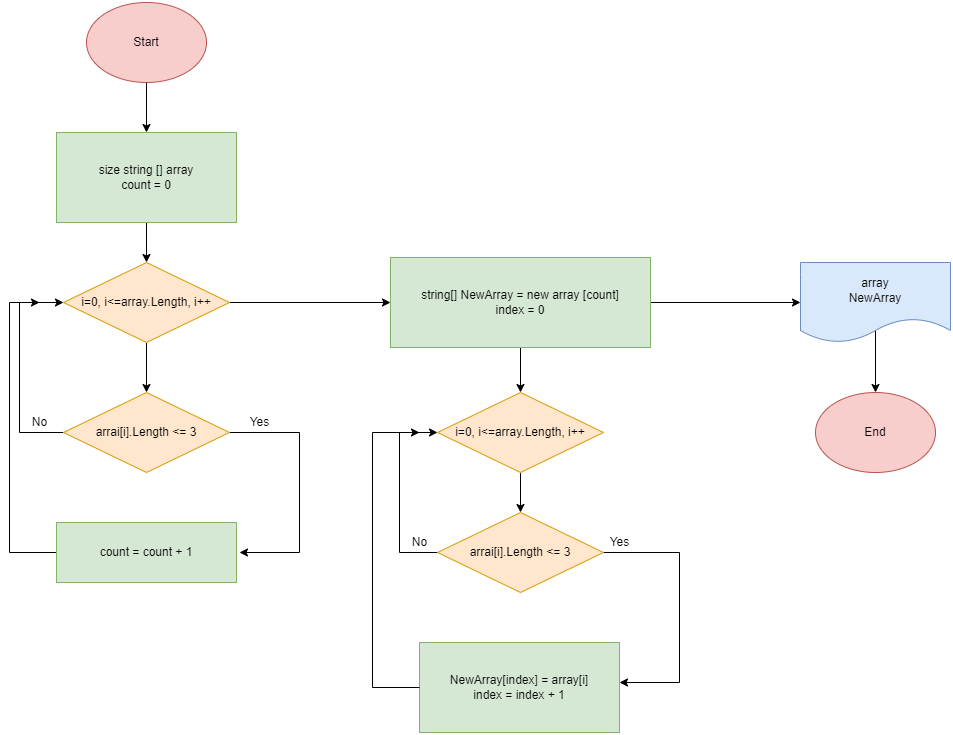 Start
size string [] array
count = 0
i=0, i<=array.Length, i++
No
arrai[i].Length <= 3
Yes
count = count + 1
string[] NewArray = new array [count]
index = 0
i=0, i<=array.Length, i++
No
arrai[i].Length <= 3
Yes
NewArray[index] = array[i]
index = index + 1
array
NewArray
End